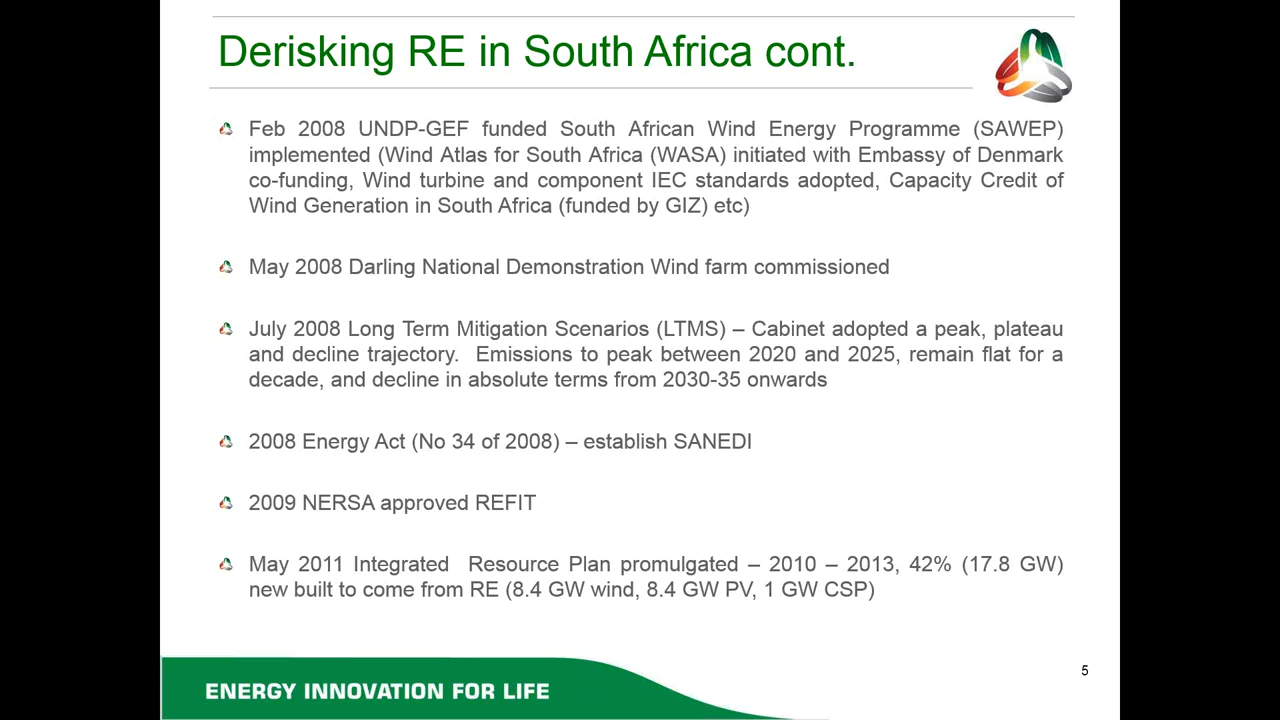 Derisking RE in South Africa cont.
Feb 2008 UNDP-GEF funded South African Wind Energy Programme (SAWEP)
implemented (Wind Atlas for South Africa (WASA) initiated with Embassy of Denmark
co-funding, Wind turbine and component IEC standards adopted, Capacity Credit of
Wind Generation in South Africa (funded by GIZ) etc)
May 2008 Darling National Demonstration Wind farm commissioned
July 2008 Long Term Mitigation Scenarios (LTMS) – Cabinet adopted a peak, plateau
and decline trajectory.  Emissions to peak between 2020 and 2025, remain flat for a
decade, and decline in absolute terms from 2030-35 onwards
2008 Energy Act (No 34 of 2008) – establish SANEDI
2009 NERSA approved REFIT
May 2011 Integrated  Resource Plan promulgated – 2010 – 2013, 42% (17.8 GW)
new built to come from RE (8.4 GW wind, 8.4 GW PV, 1 GW CSP)
5
ENERGY INNOVATION FOR LIFE